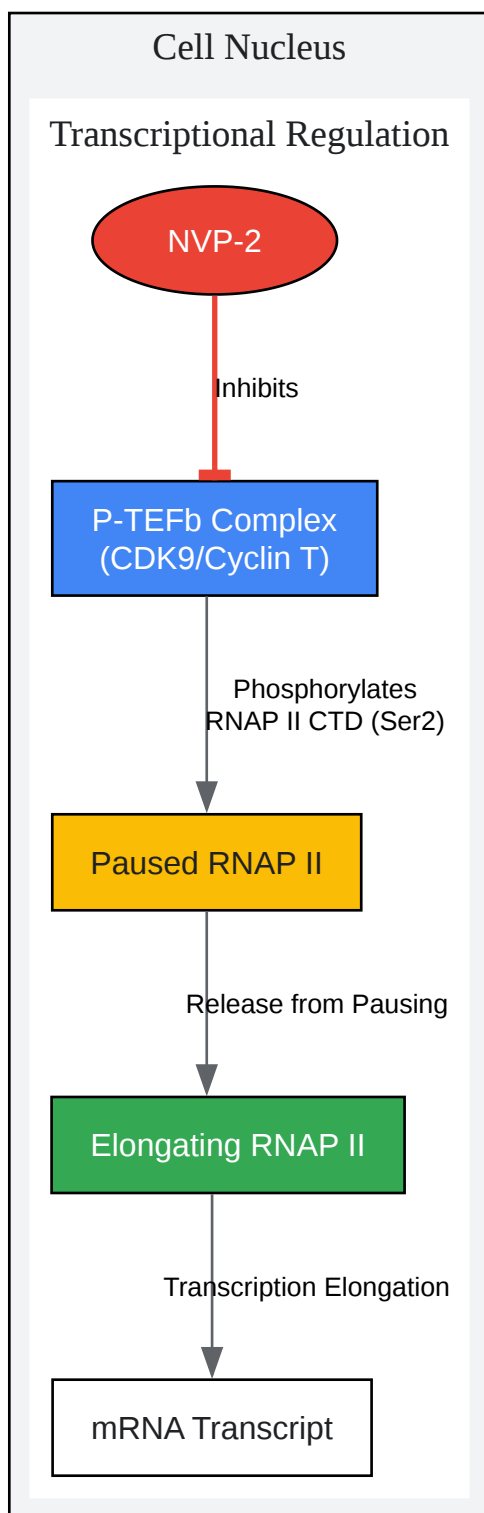 Cell Nucleus
Transcriptional Regulation
NVP-2
Inhibits
P-TEFb Complex
(CDK9/Cyclin T)
Phosphorylates
RNAP II CTD (Ser2)
Paused RNAP II
Release from Pausing
Elongating RNAP II
Transcription Elongation
mRNA Transcript